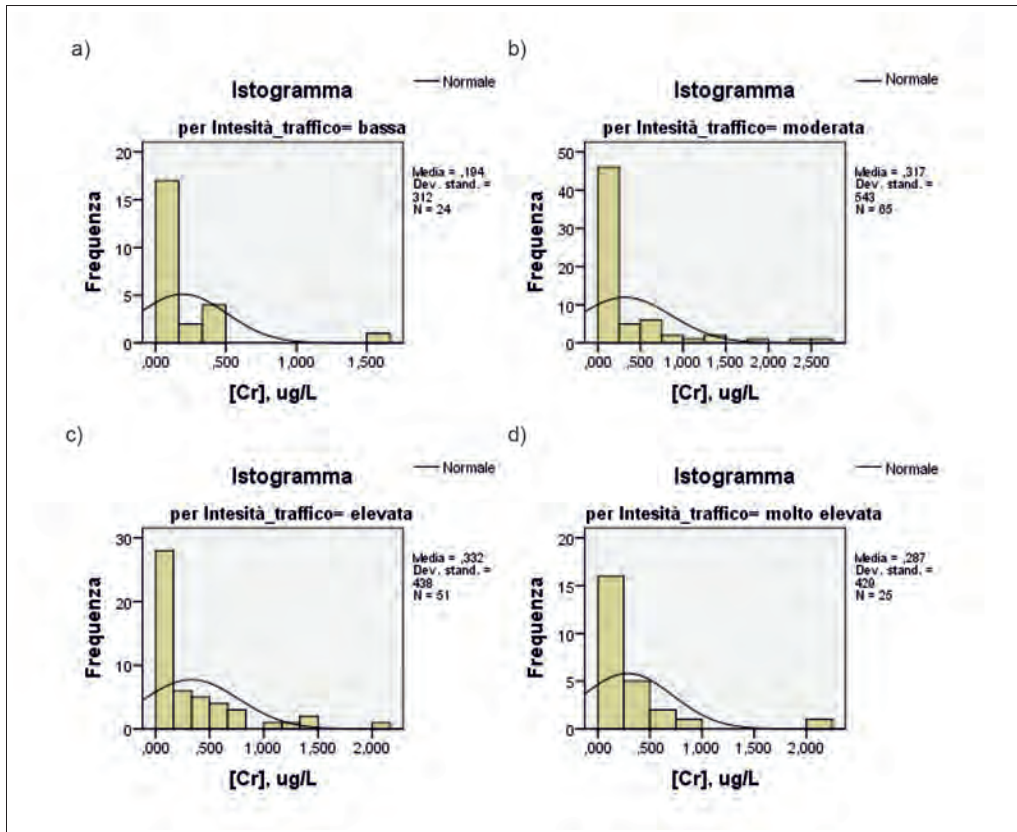 a)
Normale
Istogramma
per Intesità_traffico= bassa
Media = ,194
Dev. stand. =
312
N = 24
Frequenza
20
15
10
5
0
,000
,500
1,000
1,500
[Cr], ug/L
b)
Normale
Istogramma
per Intesità_traffico= moderata
Media = ,317
Dev. stand. =
543
N = 65
Frequenza
50
40
30
20
10
0
,000
,500
1,000
1,500
2,000
2,500
[Cr], ug/L
c)
Normale
Istogramma
per Intesità_traffico= elevata
Media = ,332
Dev. stand. =
438
N = 51
Frequenza
30
20
10
0
,000
,500
1,000
1,500
2,000
[Cr], ug/L
d)
Normale
Istogramma
per Intesità_traffico= molto elevata
Media = ,287
Dev. stand. =
429
N = 25
Frequenza
20
15
10
5
0
,000
,500
1,000
2,000
[Cr], ug/L